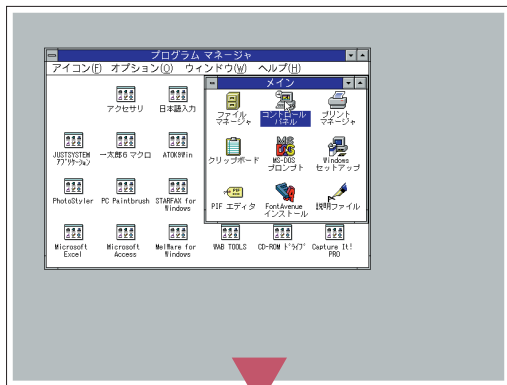 プログラム マネージャ
アイコン(F) オプション(O) ウィンドウ(W) ヘルプ(H)
アクセサリ
日本語入力
JUSTSYSTEM
アプリケーション
一太郎6 マクロ
ATOK9Win
PhotoStyler
PC Paintbrush
STARFAX for
Windows
Microsoft
Excel
Microsoft
Access
MelWare for
Windows
WAB TOOLS
CD-ROM ドライブ
Capture It!
PRO
メイン
ファイル
マネージャ
コントロール
パネル
プリント
マネージャ
クリップボード
MS-DOS
プロンプト
Windows
セットアップ
PIF エディタ
FontAvenue
インストール
説明ファイル